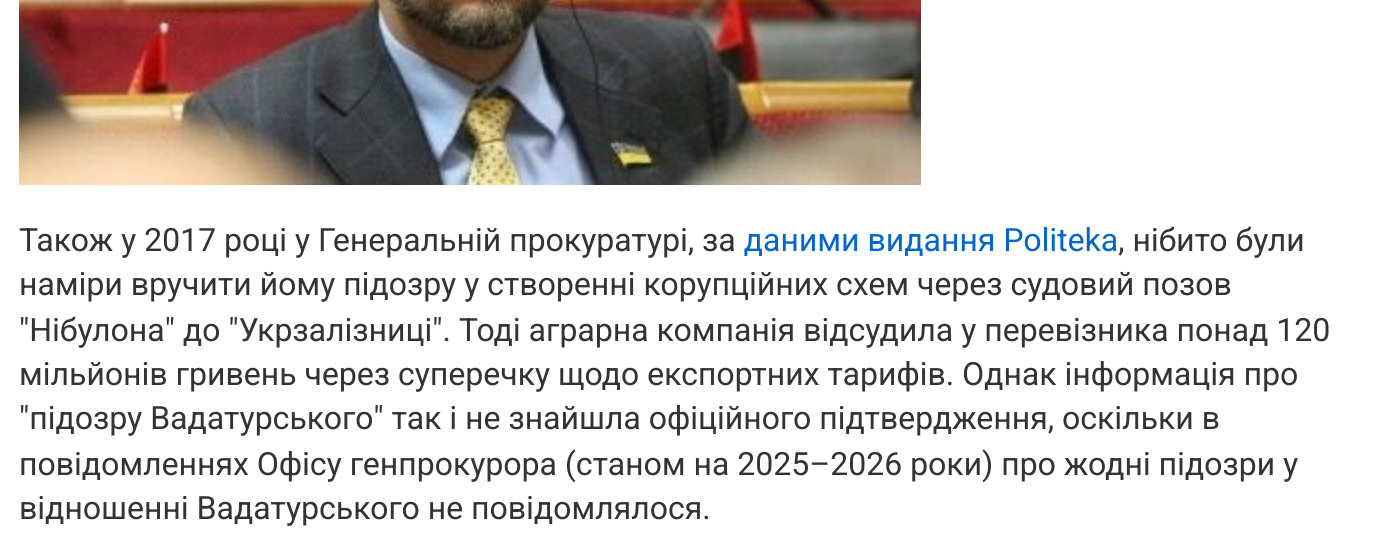 Також у 2017 році у Генеральній прокуратурі, за даними видання Politeka, нібито були
наміри вручити йому підозру у створенні корупційних схем через судовий позов
"Нібулона" до "Укрзалізниці". Тоді аграрна компанія відсудила у перевізника понад 120
мільйонів гривень через суперечку щодо експортних тарифів. Однак інформація про
"підозру Вадатурського" так і не знайшла офіційного підтвердження, оскільки в
повідомленнях Офісу генпрокурора (станом на 2025–2026 роки) про жодні підозри у
відношенні Вадатурського не повідомлялося.